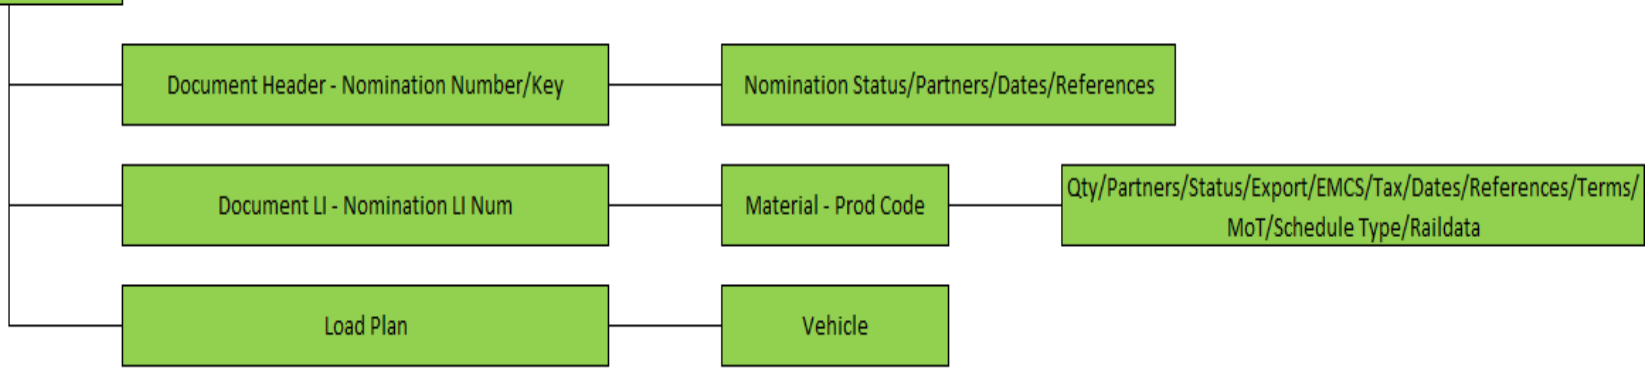 Document Header - Nomination Number/Key
Nomination Status/Partners/Dates/References
Document LI - Nomination LI Num
Material - Prod Code
Qty/Partners/Status/Export/EMCS/Tax/Dates/References/Terms/
MoT/Schedule Type/Raildata
Load Plan
Vehicle